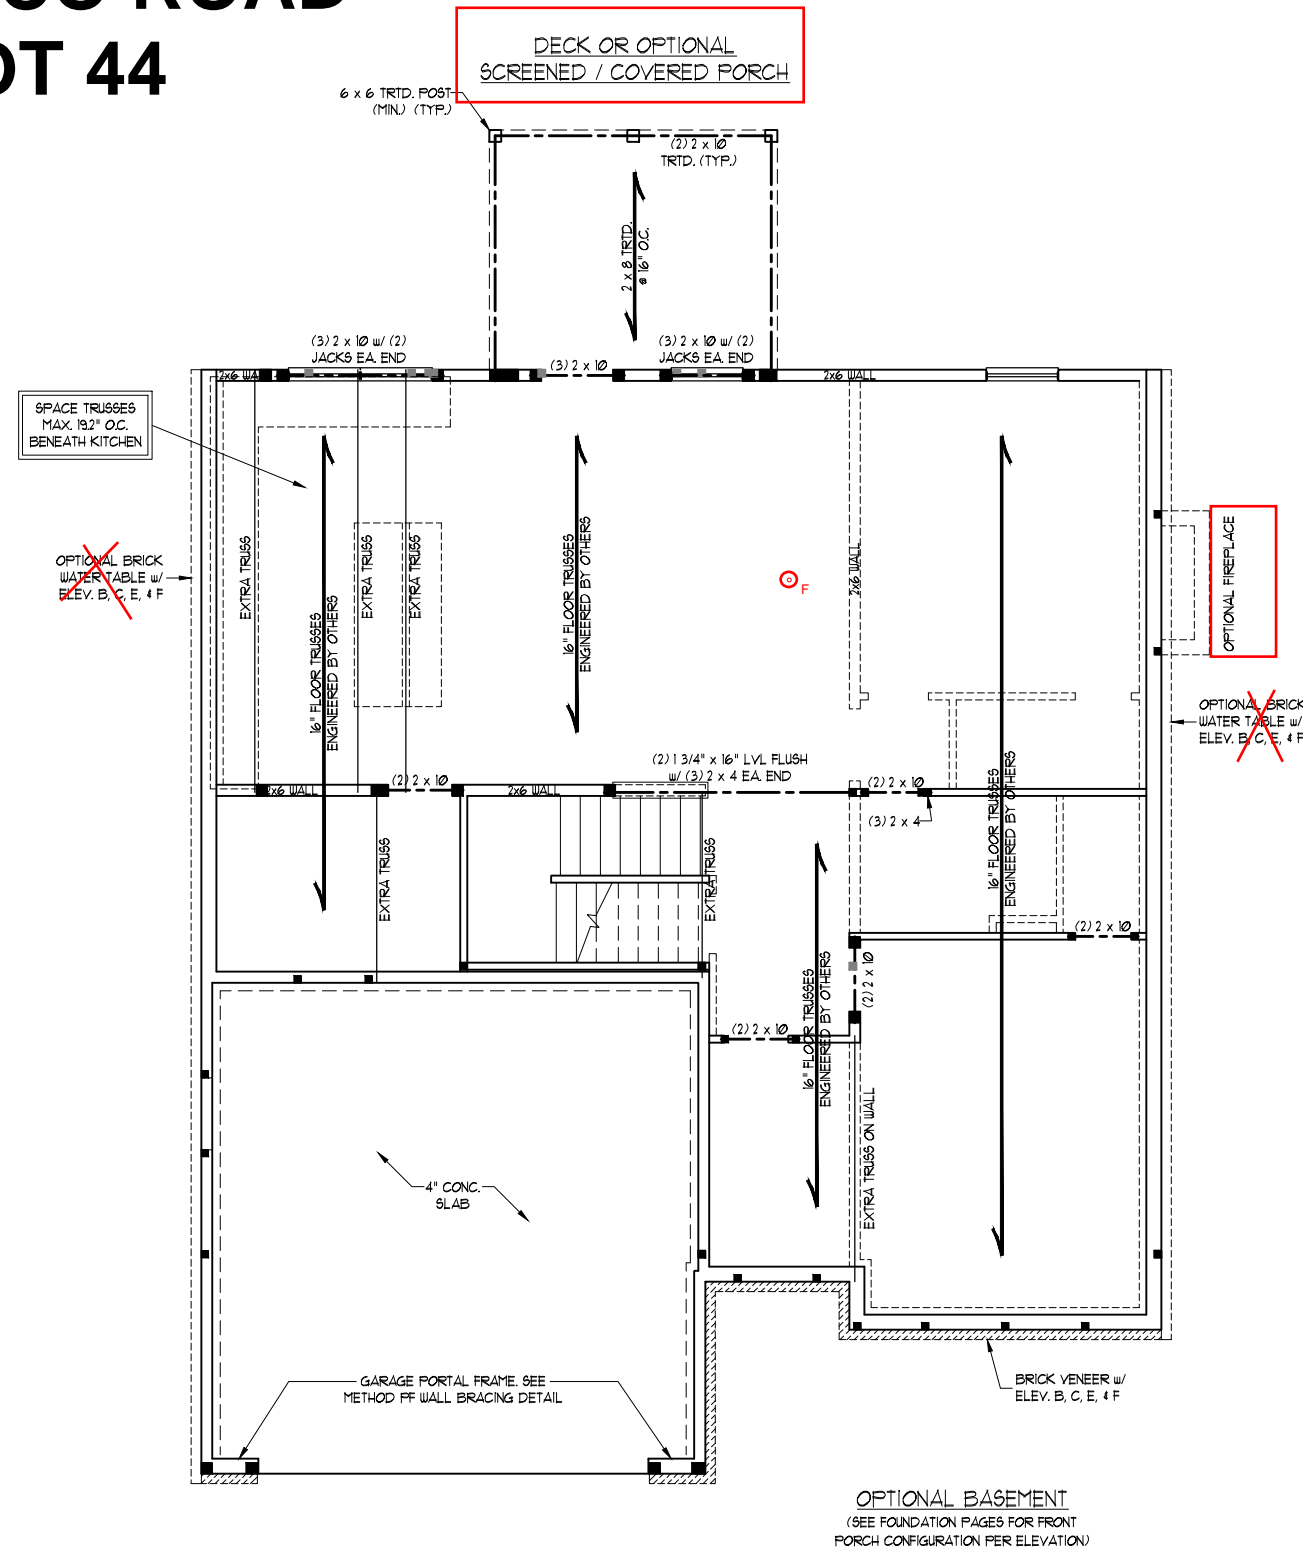 OT 44
DECK OR OPTIONAL
SCREENED / COVERED PORCH
6 x 6 TRTD. POST
(MIN.) (TYP.)
(2) 2 x 10
TRTD. (TYP.)
2 x 8 TRTD.
@ 16" O.C.
(3) 2 x 10 w/ (2)
JACKS EA. END
(3) 2 x 10
(3) 2 x 10 w/ (2)
JACKS EA. END
2x6 WA
2x6 WALL
SPACE TRUSSES
MAX. 19.2" O.C.
BENEATH KITCHEN
OPTIONAL BRICK
WATER TABLE w/
ELEV. B, C, E, & F
EXTRA TRUSS
EXTRA TRUSS
EXTRA TRUSS
16" FLOOR TRUSSES
ENGINEERED BY OTHERS
16" FLOOR TRUSSES
ENGINEERED BY OTHERS
F
2x6 WALL
OPTIONAL FIREPLACE
OPTIONAL BRICK
WATER TABLE w/
ELEV. B, C, E, & F
(2) 1 3/4" x 16" LVL FLUSH
w/ (3) 2 x 4 EA. END
2x6 WALL
(2) 2 x 10
2x6 WALL
(2) 2 x 10
(3) 2 x 4
16" FLOOR TRUSSES
ENGINEERED BY OTHERS
EXTRA TRUSS
EXTRA TRUSS
(2) 2 x 10
(2) 2 x 10
(2) 2 x 10
16" FLOOR TRUSSES
ENGINEERED BY OTHERS
EXTRA TRUSS ON WALL
4" CONC.
SLAB
GARAGE PORTAL FRAME. SEE
METHOD PF WALL BRACING DETAIL
BRICK VENEER w/
ELEV. B, C, E, & F
OPTIONAL BASEMENT
(SEE FOUNDATION PAGES FOR FRONT
PORCH CONFIGURATION PER ELEVATION)